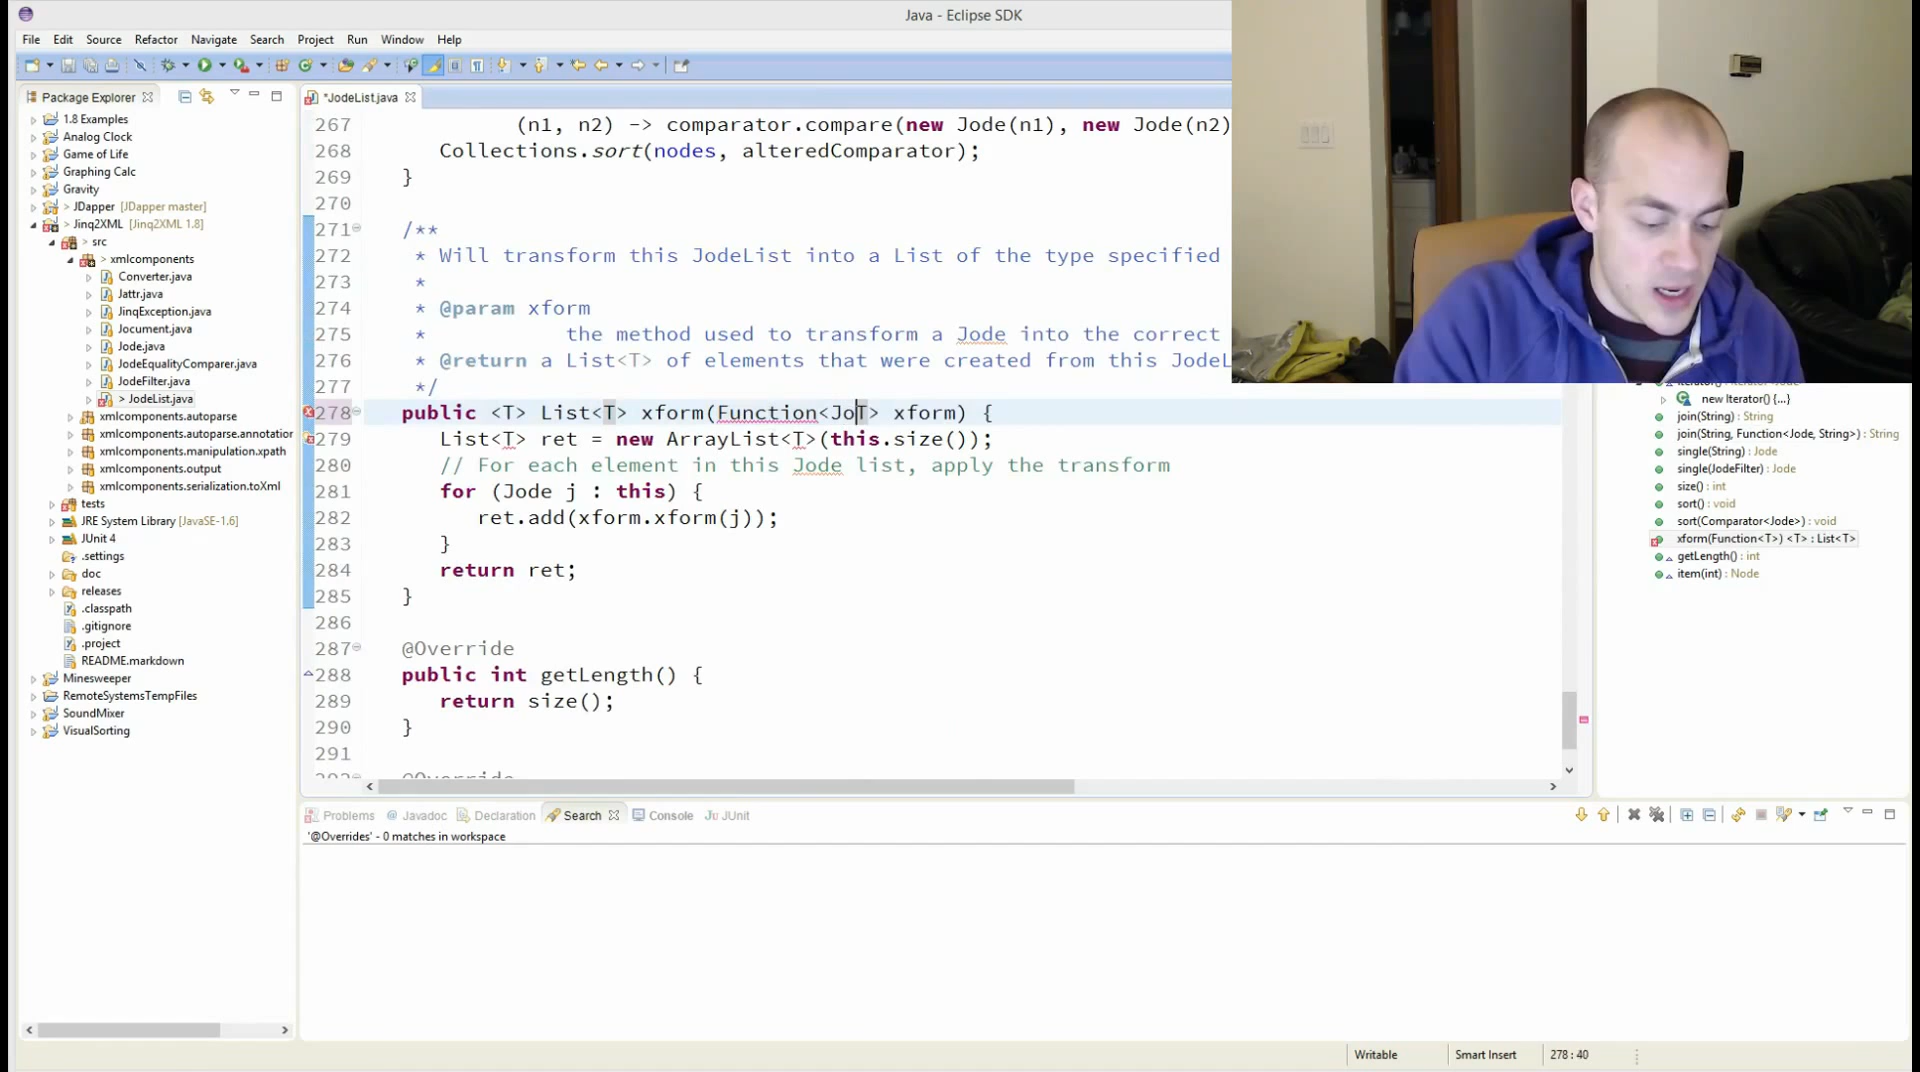 Java - Eclipse SDK
File Edit Source Refactor Navigate Search Project Run Window Help
Package Explorer
*JodeList.java
1.8 Examples
Analog Clock
Game of Life
Graphing Calc
Gravity
> JDapper [JDapper master]
> Jinq2XML [Jinq2XML 1.8]
> src
> xmlcomponents
Converter.java
Jattr.java
JinqException.java
Jocument.java
Jode.java
JodeEqualityComparer.java
JodeFilter.java
> JodeList.java
xmlcomponents.autoparse
xmlcomponents.autoparse.annotation
xmlcomponents.manipulation.xpath
xmlcomponents.output
xmlcomponents.serialization.toXml
tests
JRE System Library [JavaSE-1.6]
JUnit 4
.settings
doc
releases
.classpath
.gitignore
.project
README.markdown
Minesweeper
RemoteSystemsTempFiles
SoundMixer
VisualSorting
267 (n1, n2) -> comparator.compare(new Jode(n1), new Jode(n2)
268 Collections.sort(nodes, alteredComparator);
269 }
270
271 /**
272 * Will transform this JodeList into a List of the type specified
273 *
274 * @param xform
275 * the method used to transform a Jode into the correct
276 * @return a List<T> of elements that were created from this JodeL
277 */
278 public <T> List<T> xform(Function<JoT> xform) {
279 List<T> ret = new ArrayList<T>(this.size());
280 // For each element in this Jode list, apply the transform
281 for (Jode j : this) {
282 ret.add(xform.xform(j));
283 }
284 return ret;
285 }
286
287 @Override
288 public int getLength() {
289 return size();
290 }
291
new Iterator() {...}
join(String) : String
join(String, Function<Jode, String>) : String
single(String) : Jode
single(JodeFilter) : Jode
size() : int
sort() : void
sort(Comparator<Jode>) : void
xform(Function<T>) <T> : List<T>
getLength() : int
item(int) : Node
Problems @ Javadoc Declaration Search Console JUnit
'@Overrides' - 0 matches in workspace
Writable Smart Insert 278 : 40